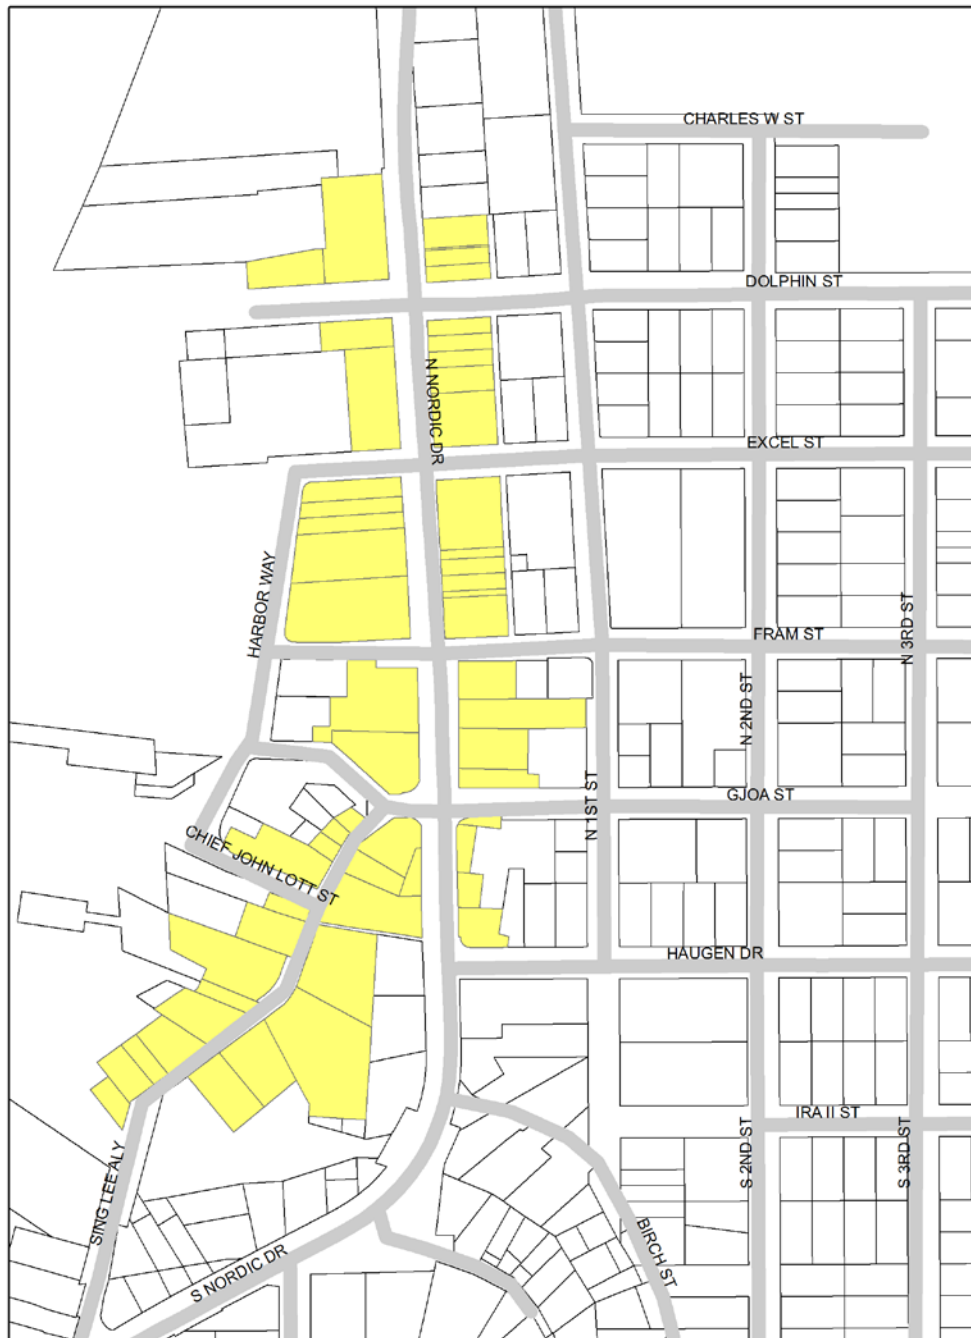 CHARLES W ST
DOLPHIN ST
N NORDIC DR
EXCEL ST
HARBOR WAY
FRAM ST
N 3RD ST
N 2ND ST
GJOA ST
N 1ST ST
CHIEF JOHN LOTT ST
HAUGEN DR
IRA II ST
S 2ND ST
S 3RD ST
SING LEE ALY
BIRCH ST
S NORDIC DR